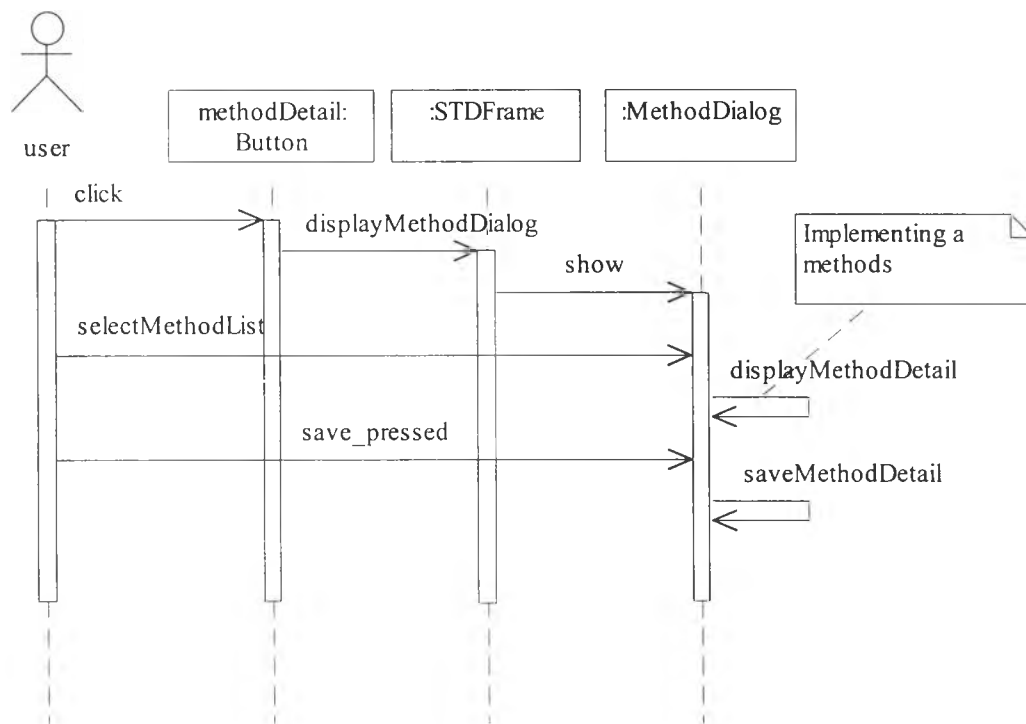 methodDetail:
Button
:STDFrame
:MethodDialog
user
click
displayMethodDialog
Implementing a
methods
show
selectMethodList
displayMethodDetail
save_pressed
saveMethodDetail